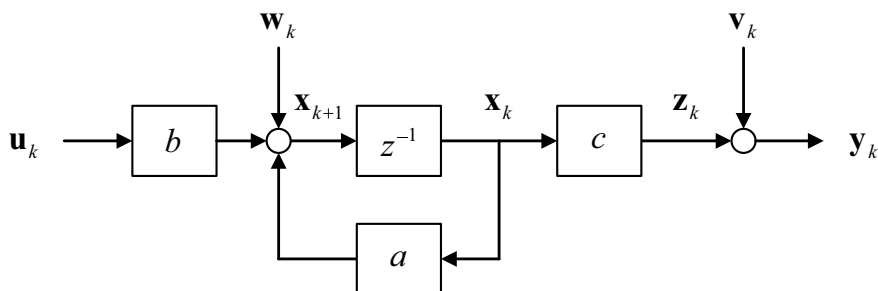 w_k
v_k
x_{k+1}
x_k
z_k
u_k
b
z^{-1}
c
y_k
a